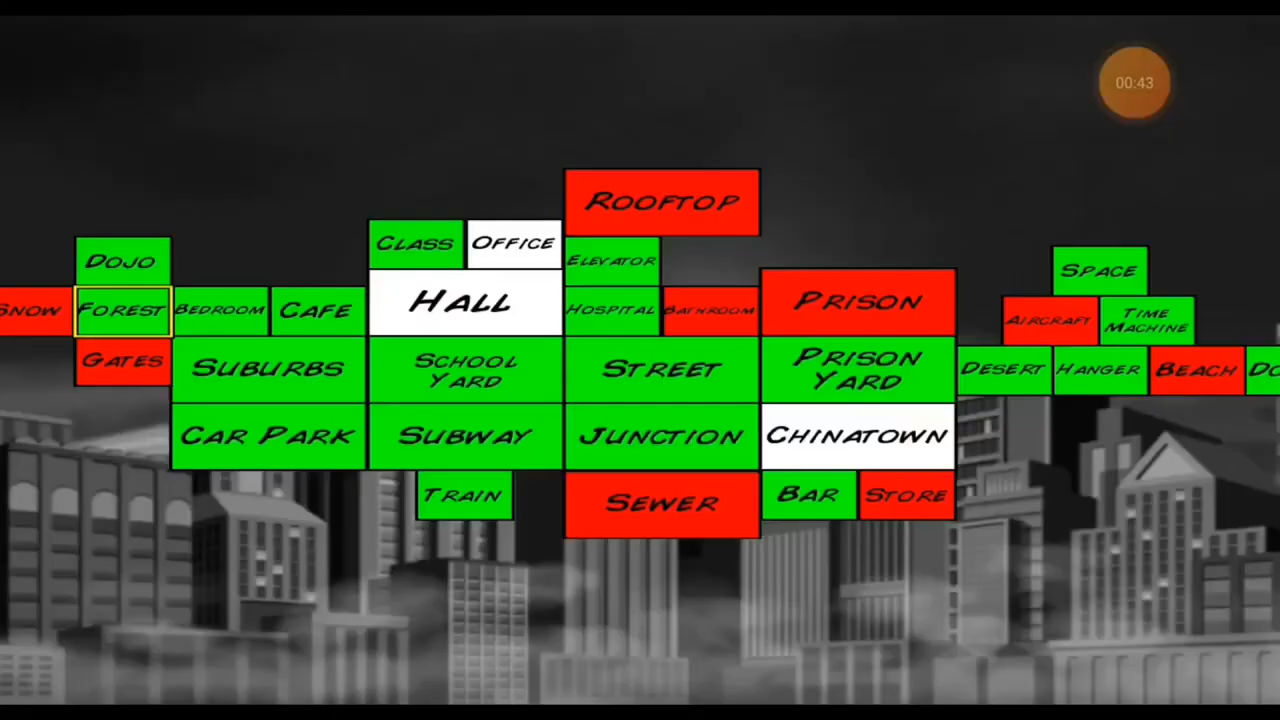 00:43
ROOFTOP
CLASS
OFFICE
DOJO
ELEVATOR
SPACE
SNOW
FOREST
BEDROOM
CAFE
HALL
HOSPITAL
BATHROOM
PRISON
AIRCRAFT
TIME
MACHINE
GATES
SUBURBS
SCHOOL
YARD
STREET
PRISON
YARD
DESERT
HANGER
BEACH
DO
CAR PARK
SUBWAY
JUNCTION
CHINATOWN
TRAIN
SEWER
BAR
STORE